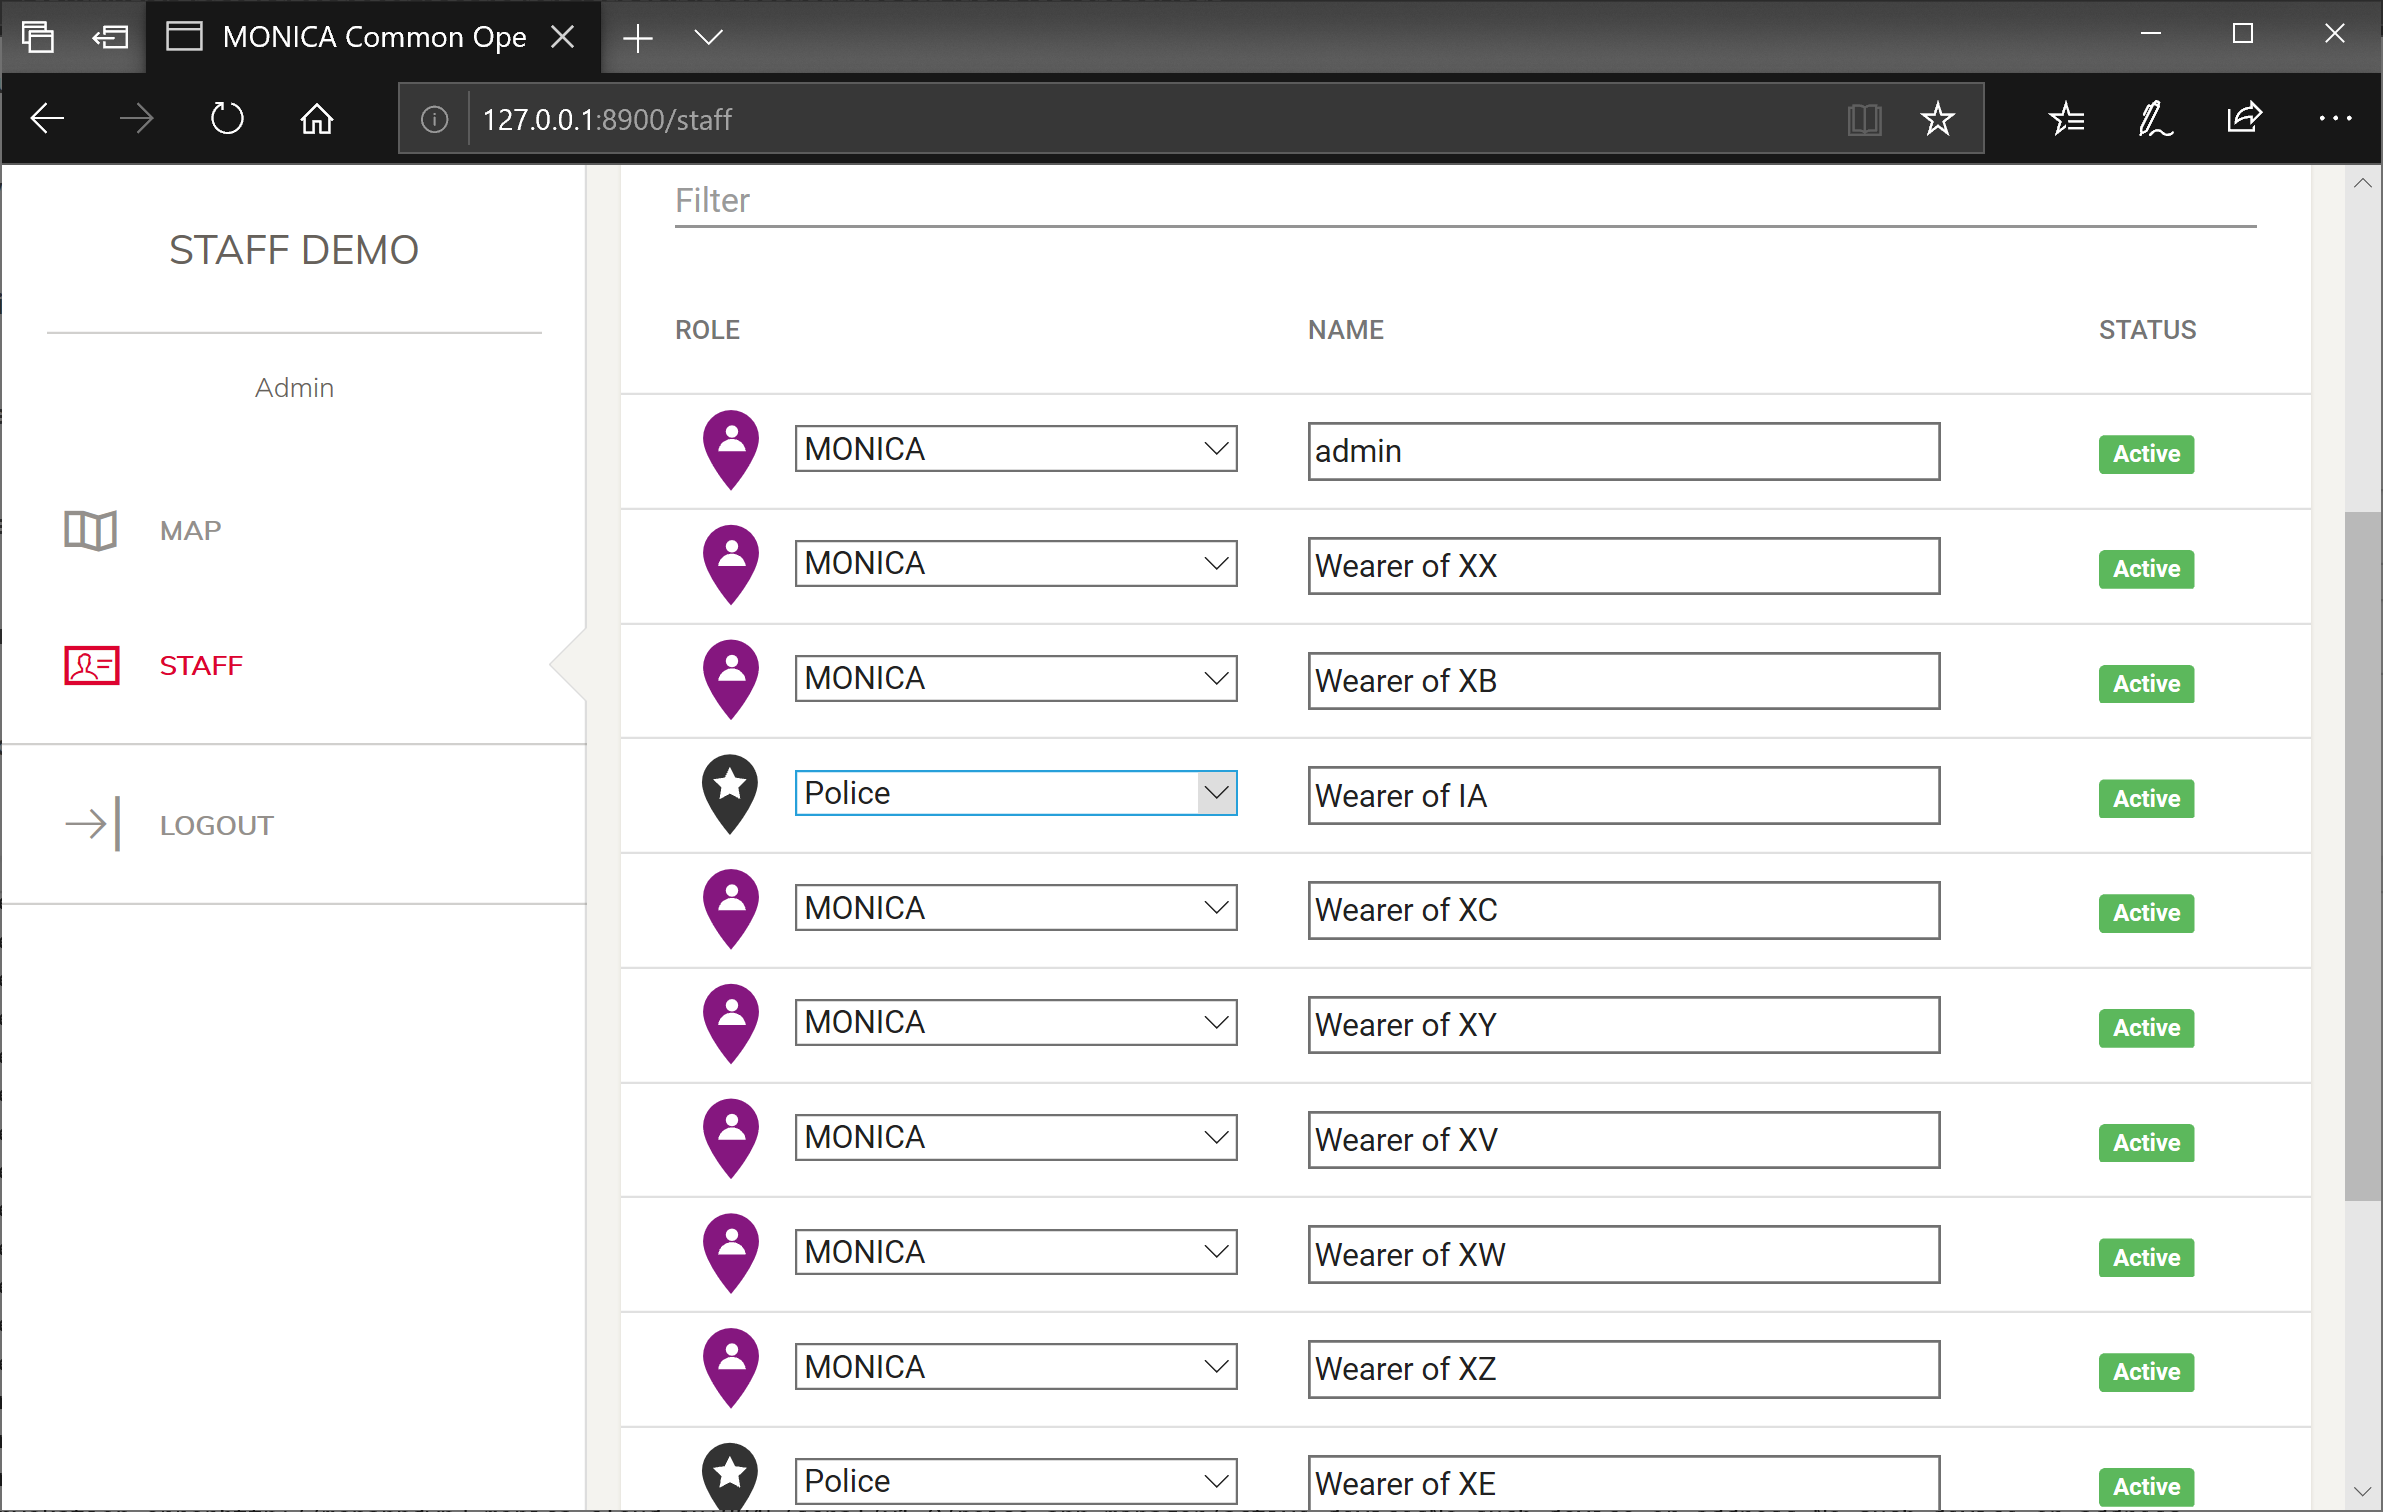 MONICA Common Ope
127.0.0.1:8900/staff
STAFF DEMO
Admin
MAP
STAFF
LOGOUT
Filter
ROLE NAME STATUS
MONICA admin Active
MONICA Wearer of XX Active
MONICA Wearer of XB Active
Police Wearer of IA Active
MONICA Wearer of XC Active
MONICA Wearer of XY Active
MONICA Wearer of XV Active
MONICA Wearer of XW Active
MONICA Wearer of XZ Active
Police Wearer of XE Active